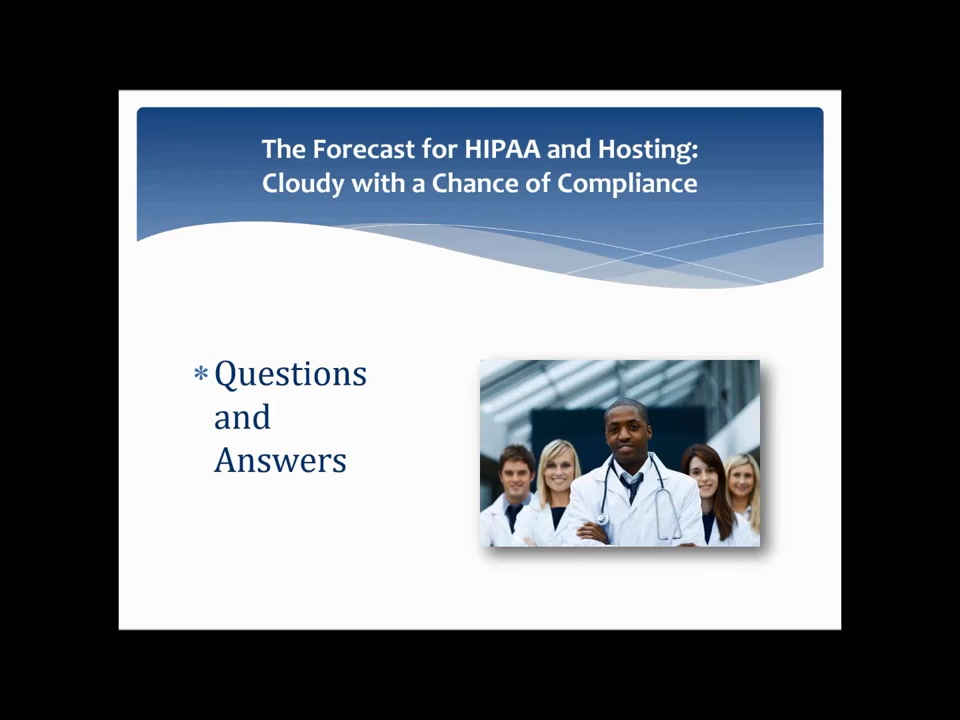 The Forecast for HIPAA and Hosting:
Cloudy with a Chance of Compliance
* Questions
and
Answers